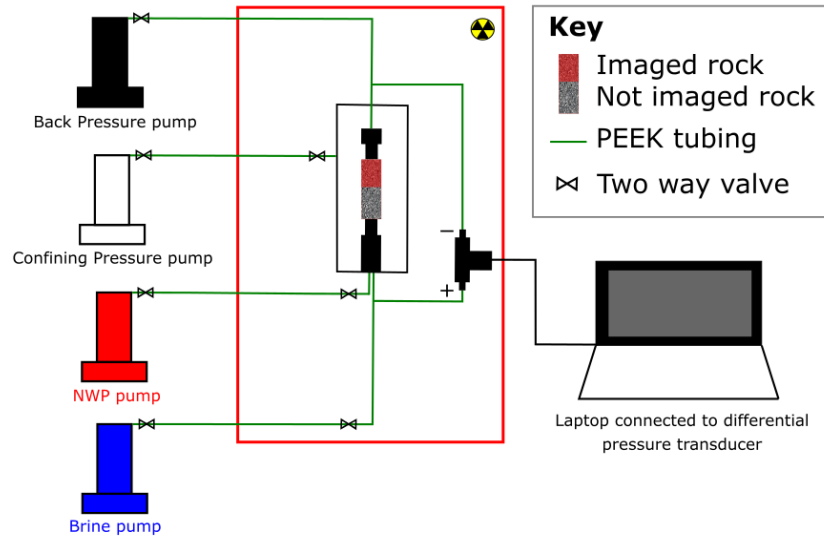 Key
Imaged rock
Not imaged rock
PEEK tubing
Two way valve
Back Pressure pump
Confining Pressure pump
NWP pump
Brine pump
−
+
Laptop connected to differential
pressure transducer